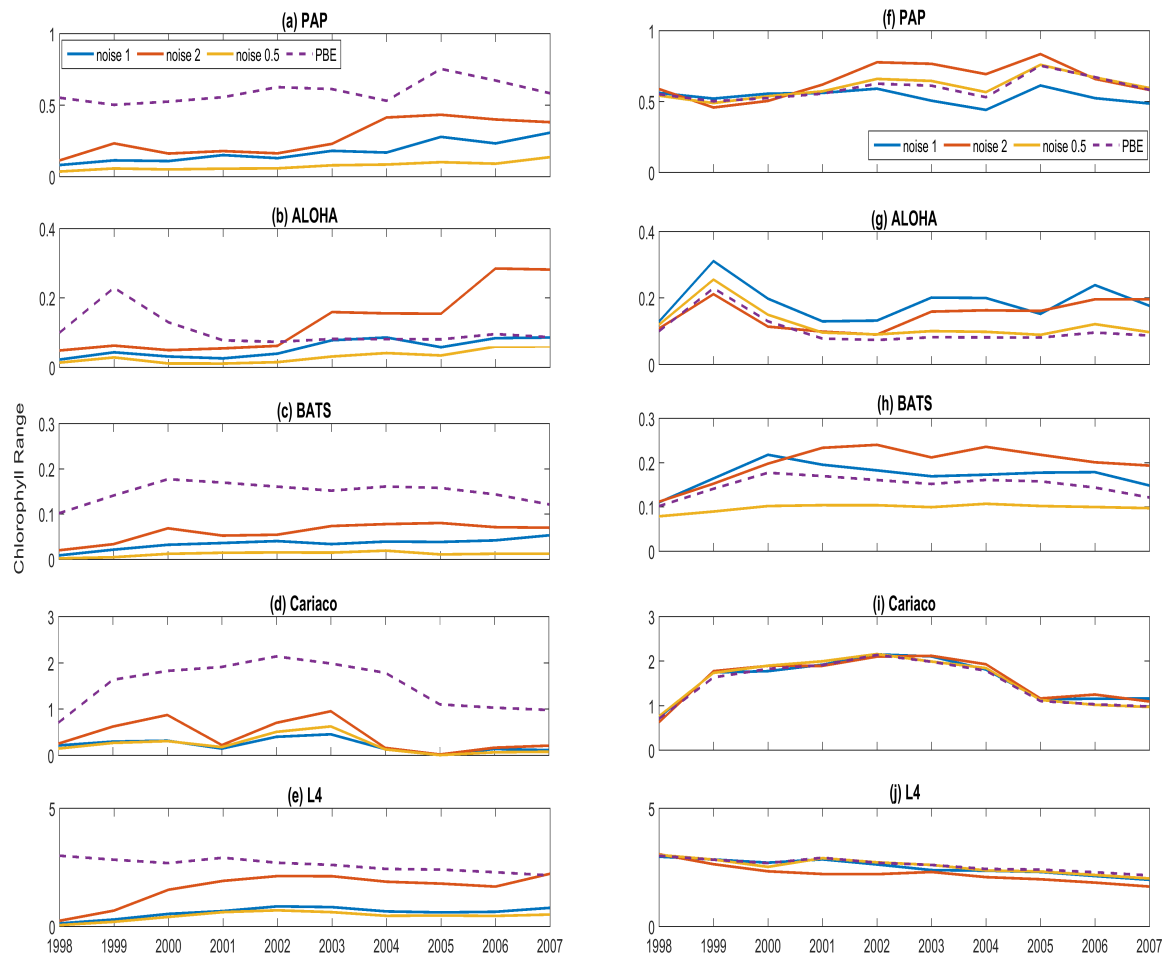 (a) PAP
1
0.5
0
noise 1 noise 2 noise 0.5 PBE
(b) ALOHA
0.4
0.2
0
(c) BATS
0.3
0.2
0.1
0
(d) Cariaco
3
2
1
0
(e) L4
5
0
1998 1999 2000 2001 2002 2003 2004 2005 2006 2007
Chlorophyll Range
(f) PAP
1
0.5
0
noise 1 noise 2 noise 0.5 PBE
(g) ALOHA
0.4
0.2
0
(h) BATS
0.3
0.2
0.1
0
(i) Cariaco
3
2
1
0
(j) L4
5
0
1998 1999 2000 2001 2002 2003 2004 2005 2006 2007